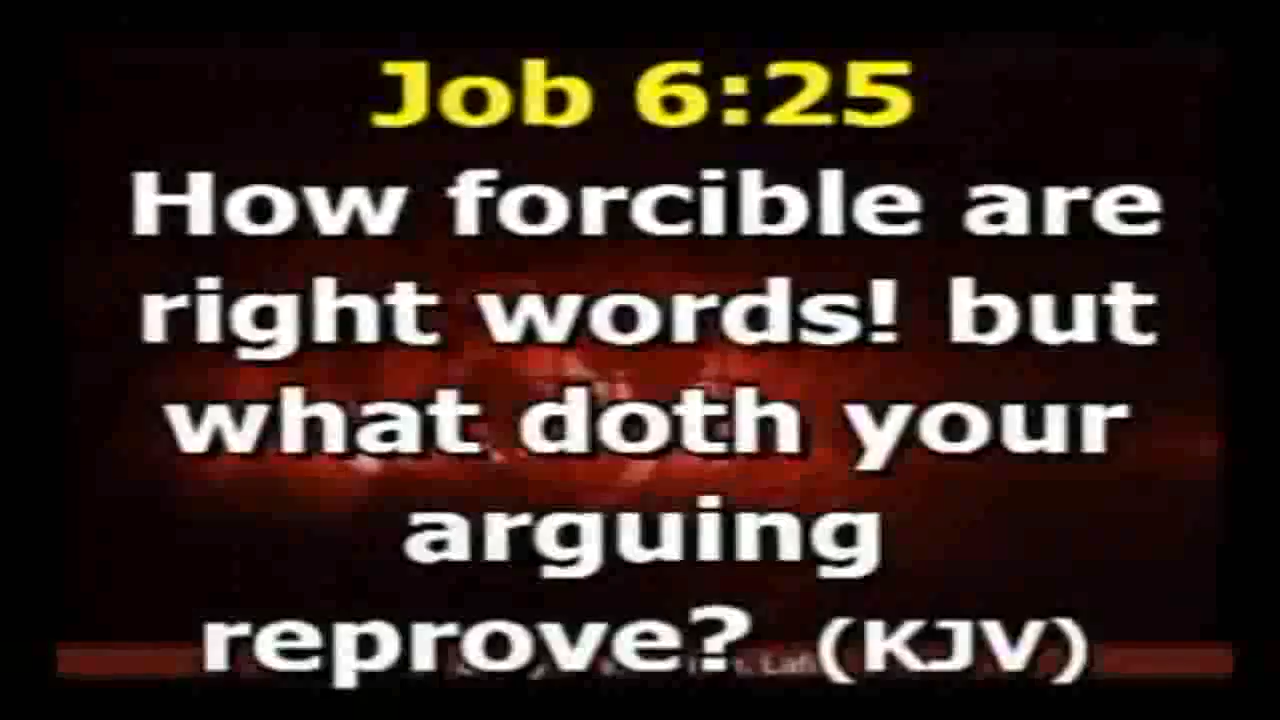 Job 6:25
How forcible are
right words! but
what doth your
arguing
reprove? (KJV)